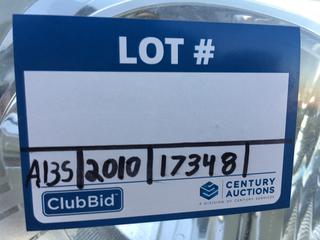 LOT #
A135 2010 17348
ClubBid
CENTURY
AUCTIONS
A DIVISION OF CENTURY SERVICES